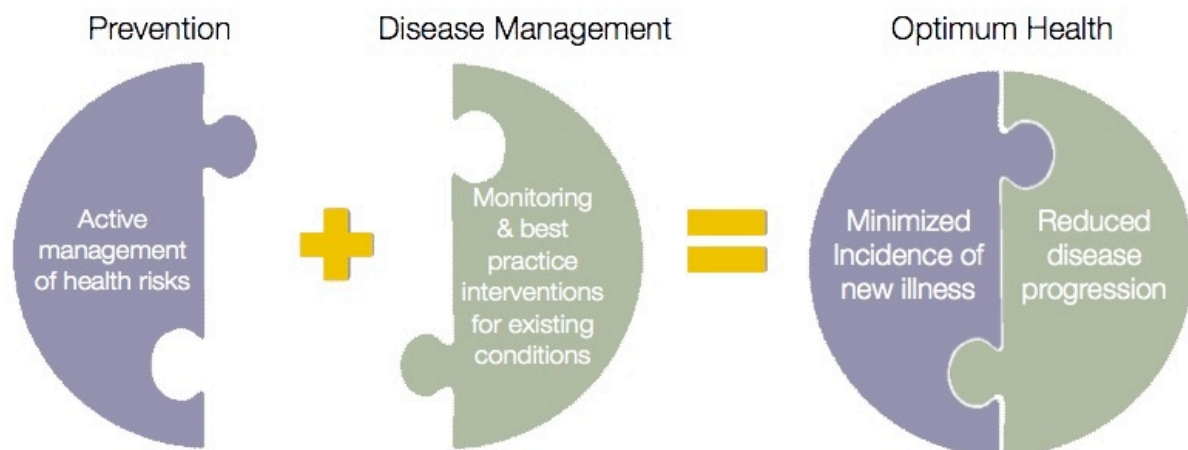 Prevention
Active
management
of health risks
Disease Management
Monitoring
& best
practice
interventions
for existing
conditions
Optimum Health
Minimized
Incidence of
new illness
Reduced
disease
progression